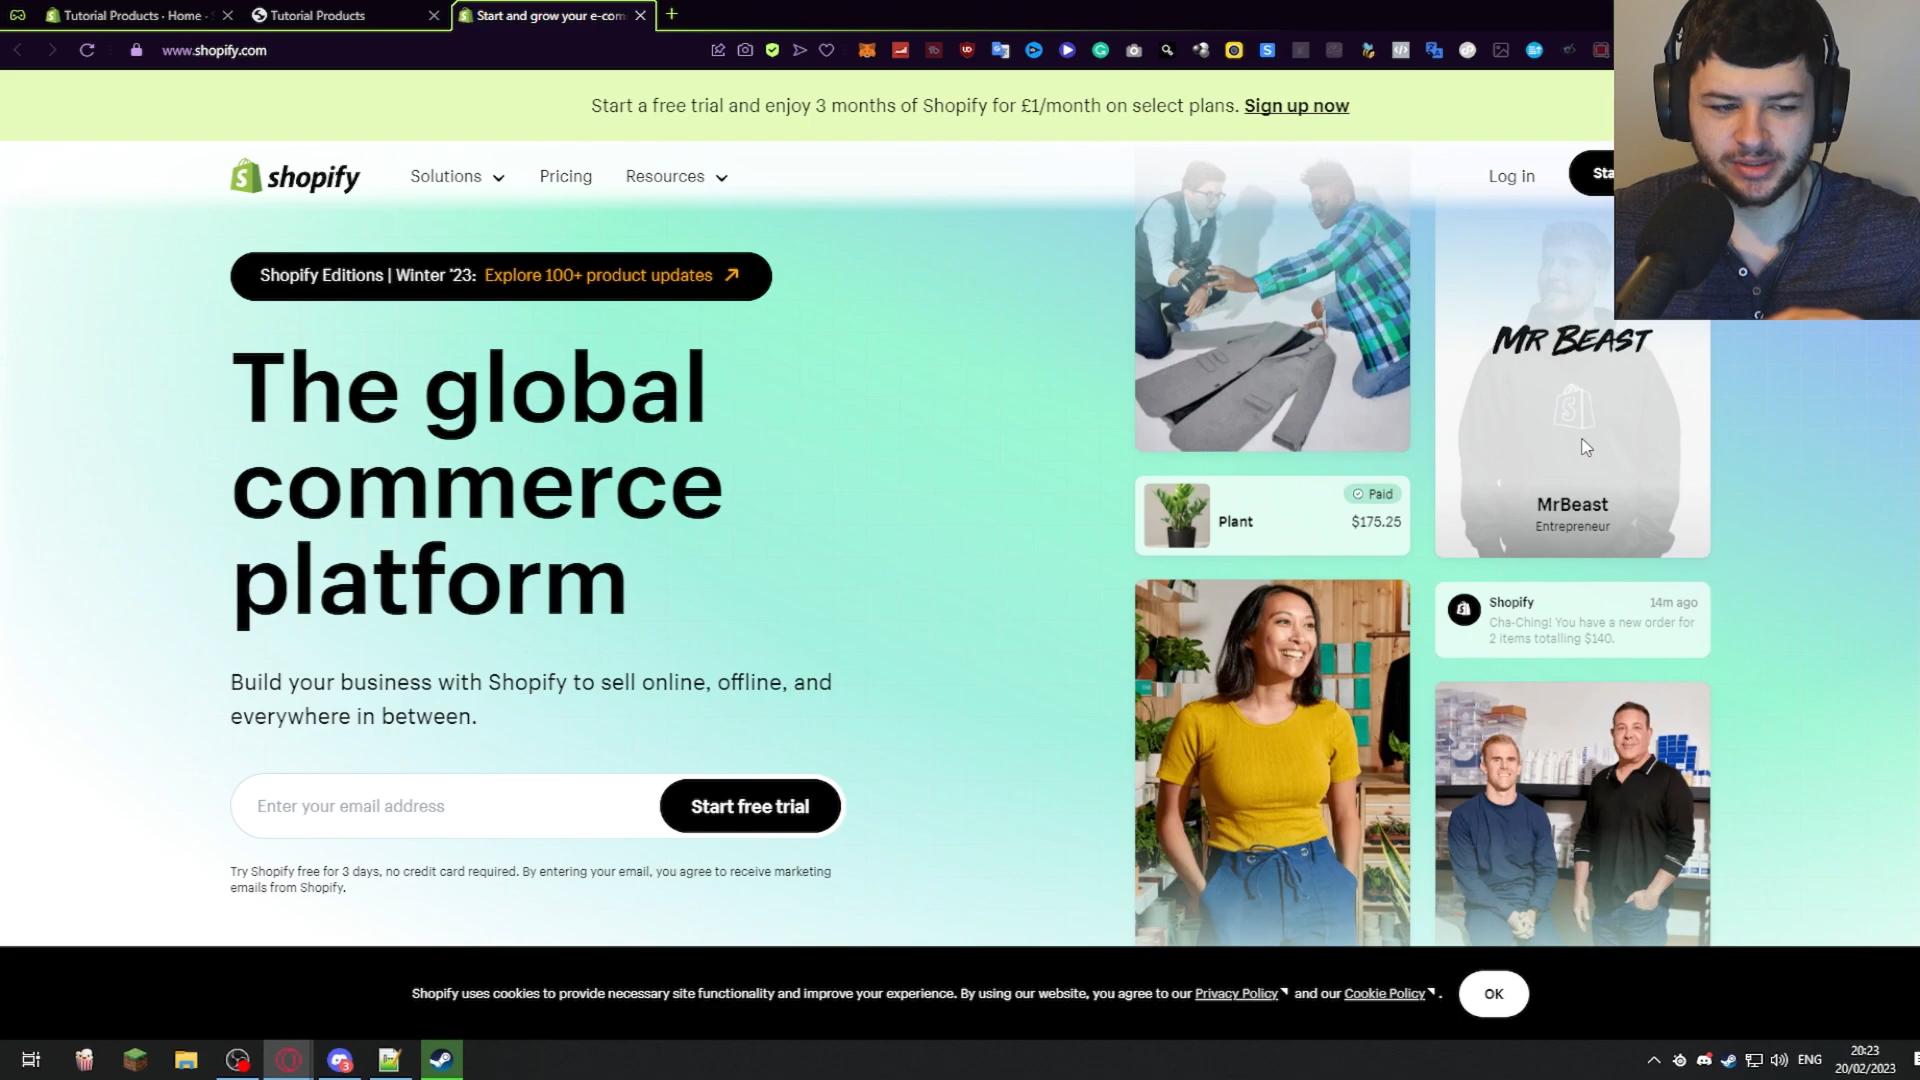 Tutorial Products · Home ·
Tutorial Products
Start and grow your e-com
www.shopify.com
Start a free trial and enjoy 3 months of Shopify for £1/month on select plans. Sign up now
shopify
Solutions
Pricing
Resources
Log in
Sta
Shopify Editions | Winter '23: Explore 100+ product updates
The global
commerce
platform
Build your business with Shopify to sell online, offline, and
everywhere in between.
Enter your email address
Start free trial
Try Shopify free for 3 days, no credit card required. By entering your email, you agree to receive marketing
emails from Shopify.
Paid
Plant
$175.25
MR BEAST
MrBeast
Entrepreneur
Shopify
14m ago
Cha-Ching! You have a new order for
2 items totalling $140.
Shopify uses cookies to provide necessary site functionality and improve your experience. By using our website, you agree to our Privacy Policy and our Cookie Policy.
OK
3
ENG
20:23
20/02/2023